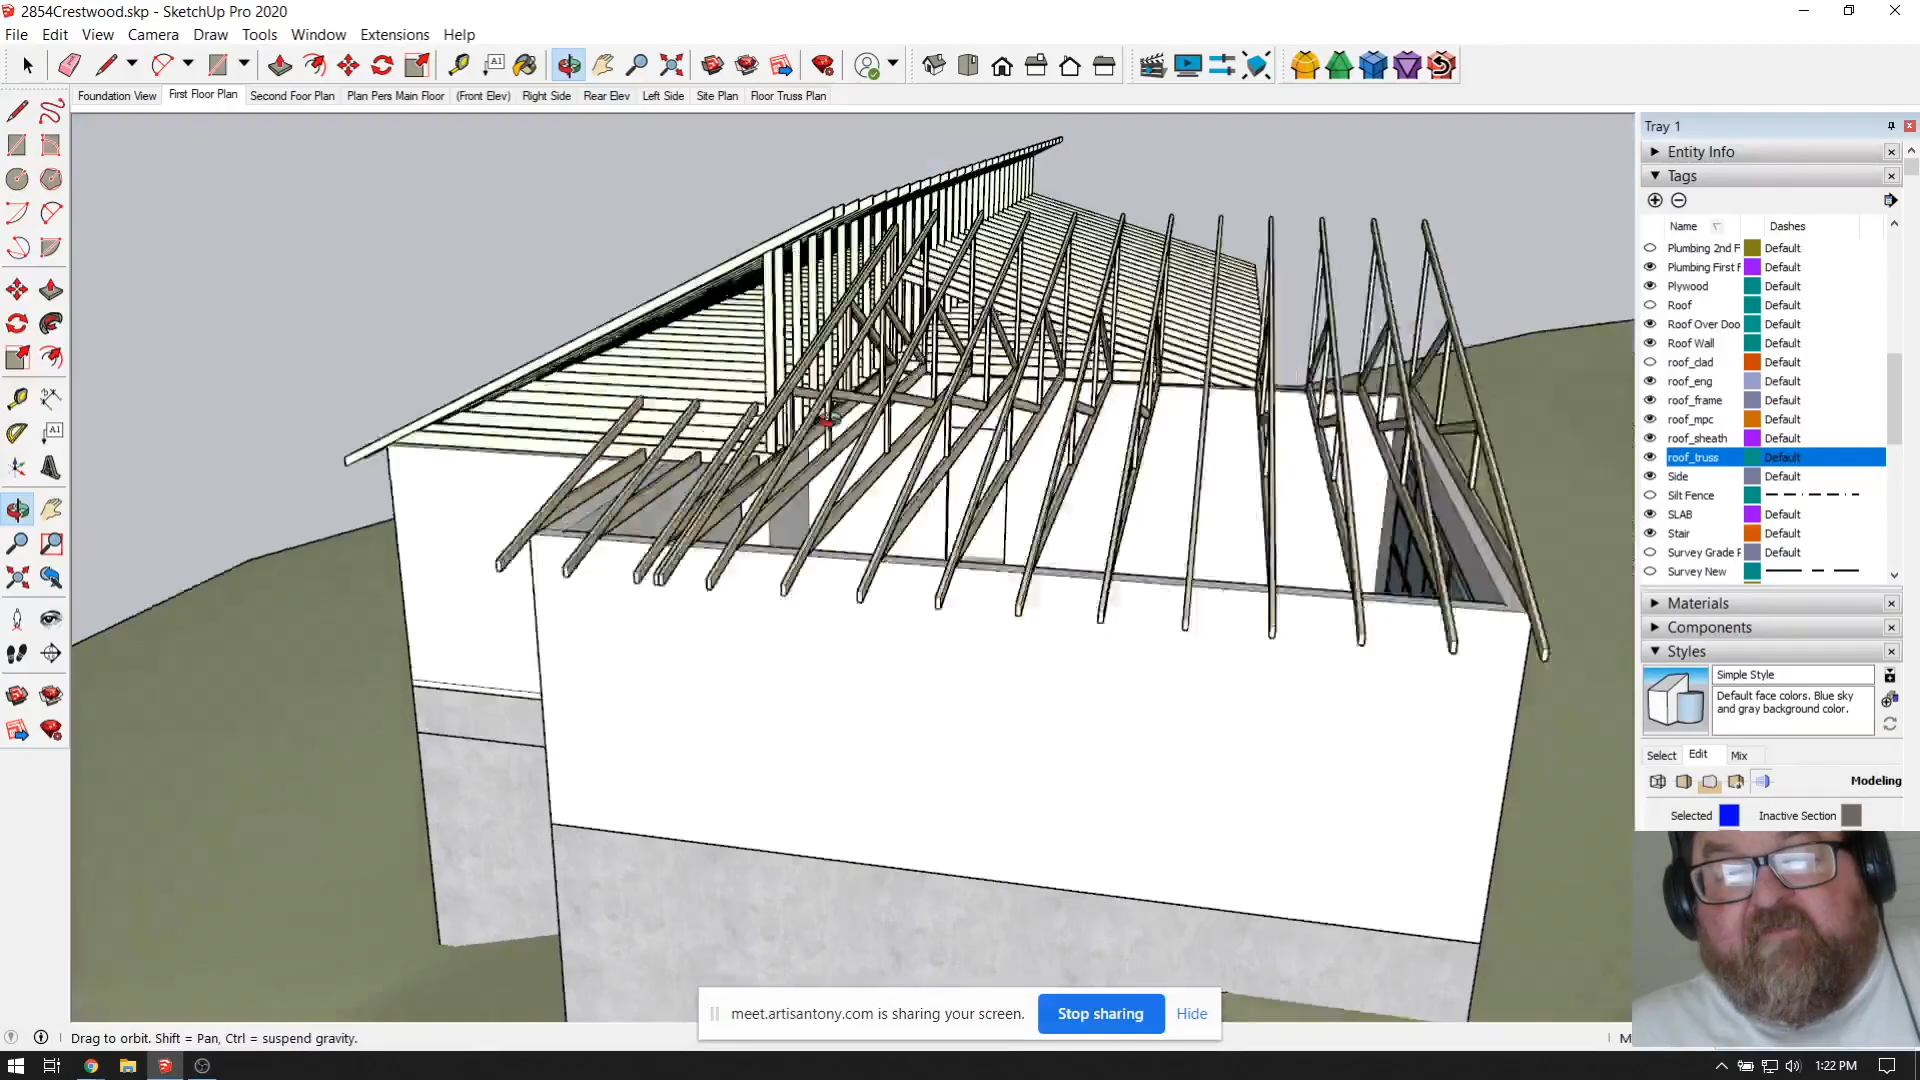 2854Crestwood.skp - SketchUp Pro 2020
File Edit View Camera Draw Tools Window Extensions Help
A1
Foundation View First Floor Plan Second Foor Plan Plan Pers Main Floor (Front Elev) Right Side Rear Elev Left Side Site Plan Floor Truss Plan
Tray 1
Entity Info
Tags
Name Dashes
Plumbing 2nd F Default
Plumbing First F Default
Plywood Default
Roof Default
Roof Over Doo Default
Roof Wall Default
roof_clad Default
roof_eng Default
roof_frame Default
roof_mpc Default
roof_sheath Default
roof_truss Default
Side Default
Silt Fence
SLAB Default
Stair Default
Survey Grade F Default
Survey New
A1
Materials
Components
Styles
Simple Style
Default face colors. Blue sky
and gray background color.
Select Edit Mix
Modeling
Selected Inactive Section
meet.artisantony.com is sharing your screen. Stop sharing Hide
Drag to orbit. Shift = Pan, Ctrl = suspend gravity.
M
1:22 PM